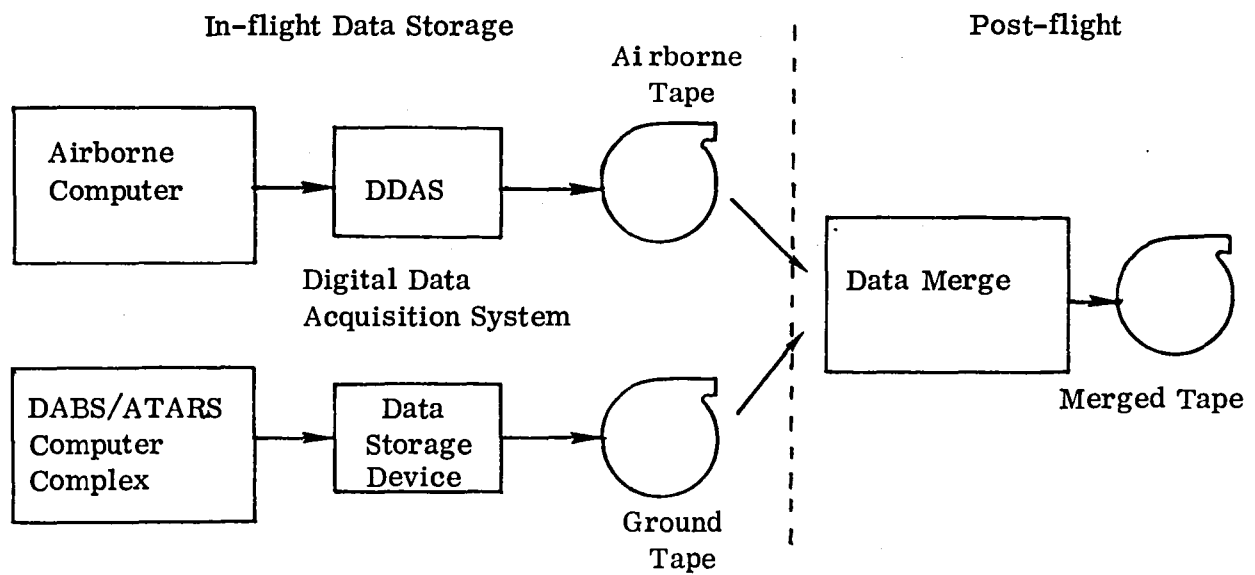 In-flight Data Storage
Post-flight
Airborne
Tape
Airborne
Computer
DDAS
Digital Data
Acquisition System
Data Merge
Merged Tape
DABS/ATARS
Computer
Complex
Data
Storage
Device
Ground
Tape